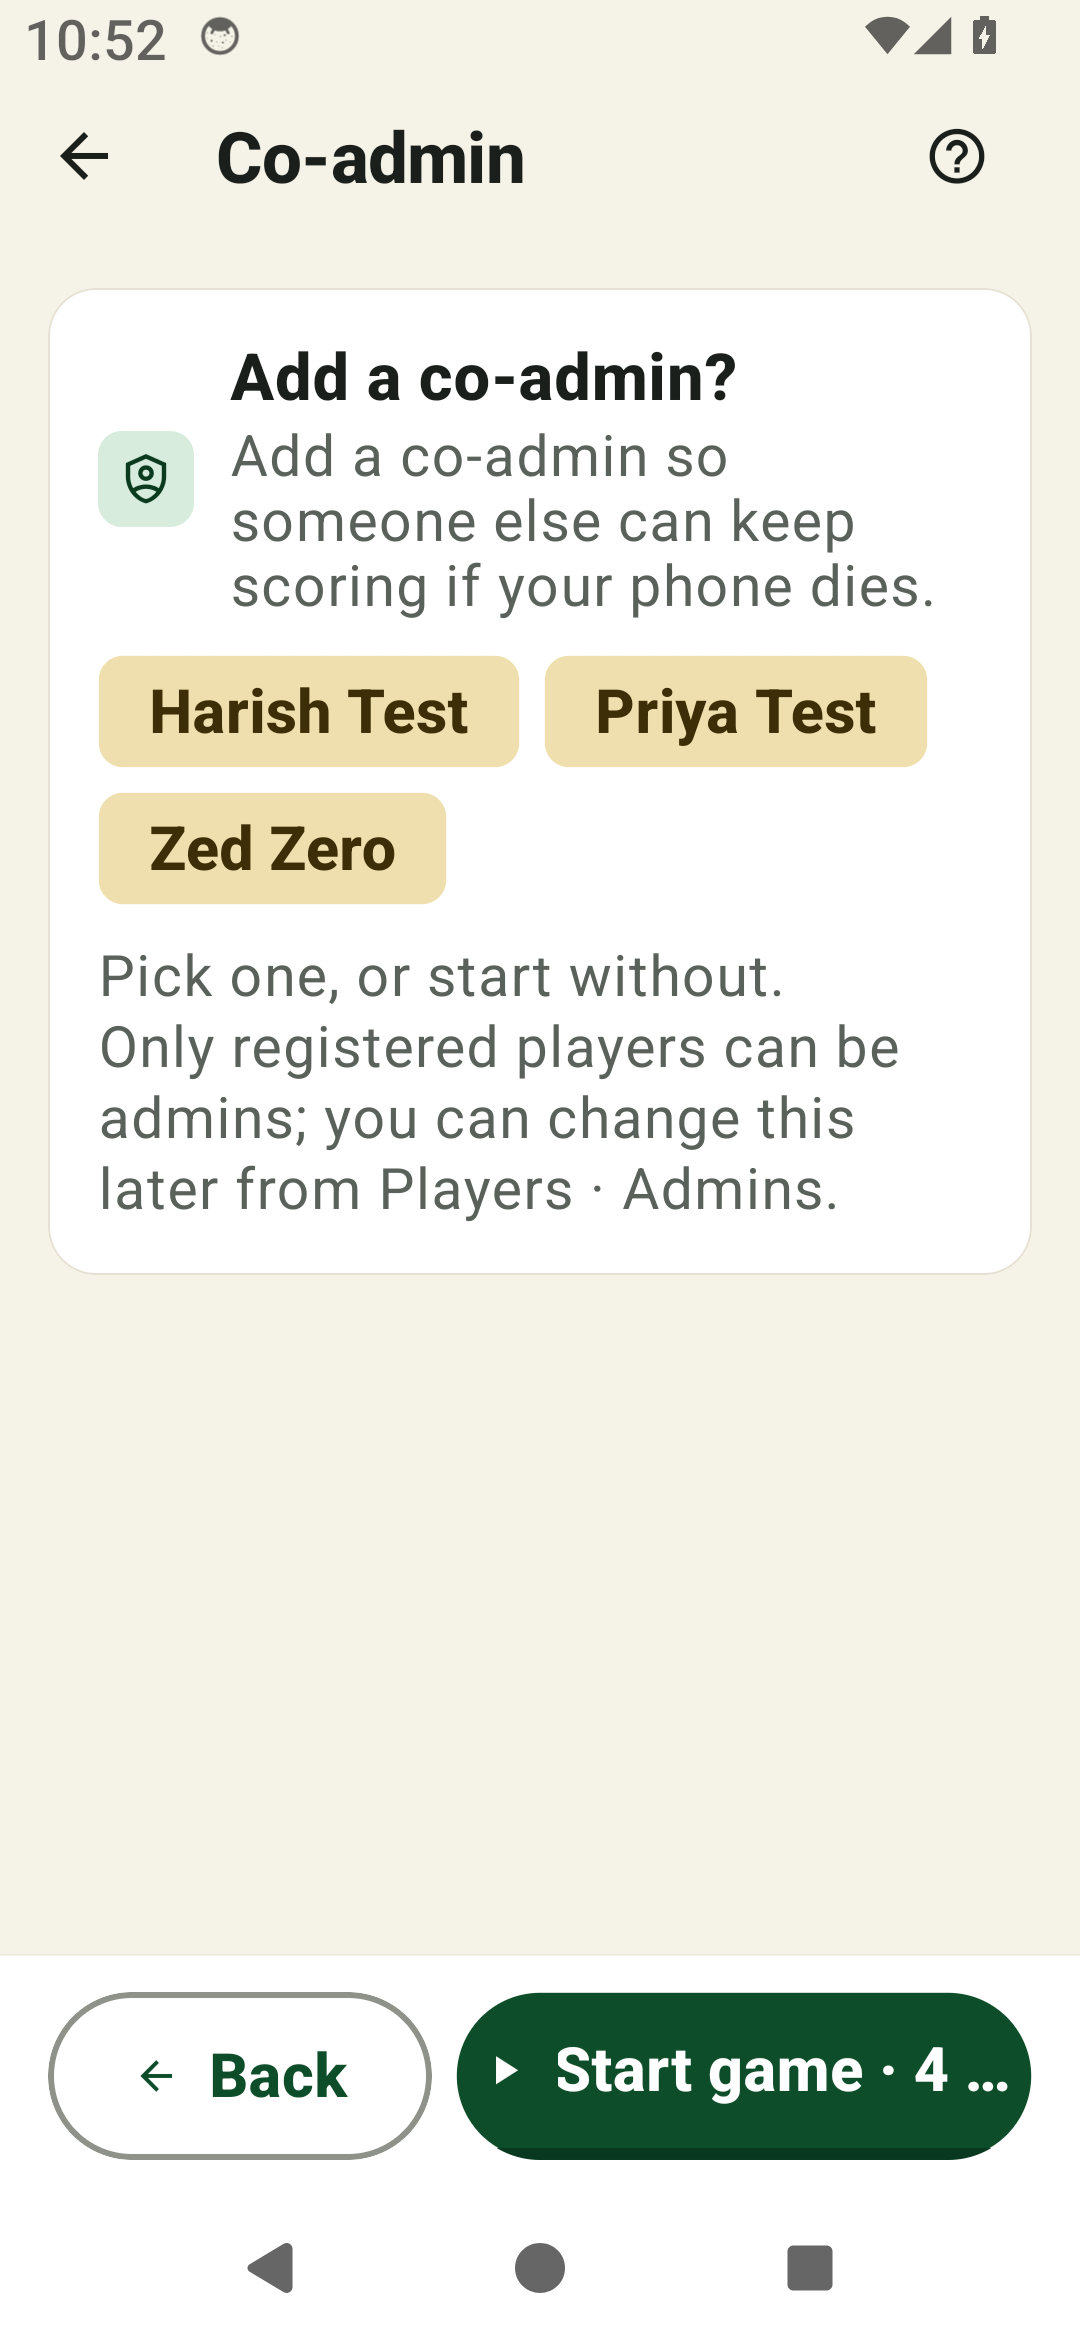 10:52
Co-admin
Add a co-admin?
Add a co-admin so
someone else can keep
scoring if your phone dies.
Harish Test
Priya Test
Zed Zero
Pick one, or start without.
Only registered players can be
admins; you can change this
later from Players · Admins.
Back
Start game · 4 …